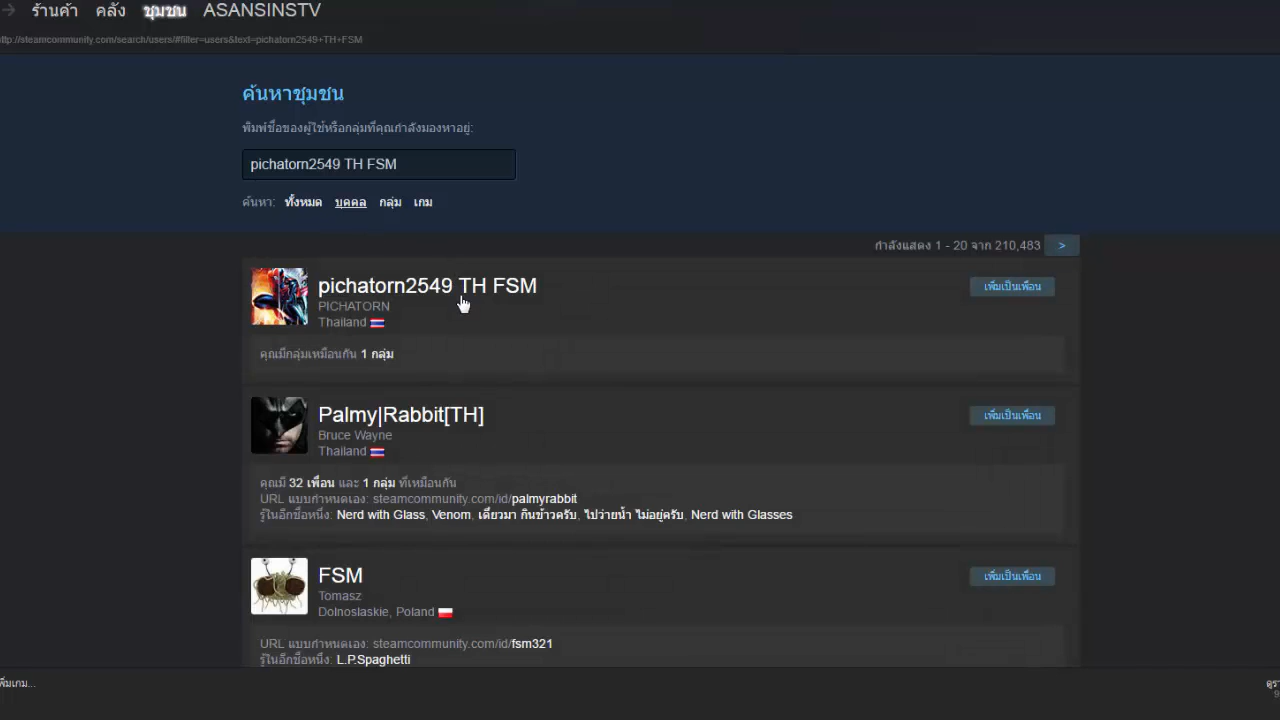 ร้านค้า คลัง ชุมชน ASANSINSTV
ttp://steamcommunity.com/search/users/#filter=users&text=pichatorn2549+TH+FSM
ค้นหาชุมชน
พิมพ์ชื่อของผู้ใช้หรือกลุ่มที่คุณกำลังมองหาอยู่:
pichatorn2549 TH FSM
ค้นหา: ทั้งหมด บุคคล กลุ่ม เกม
กำลังแสดง 1 - 20 จาก 210,483 >
pichatorn2549 TH FSM เพิ่มเป็นเพื่อน
PICHATORN
Thailand
คุณมีกลุ่มเหมือนกัน 1 กลุ่ม
Palmy|Rabbit[TH] เพิ่มเป็นเพื่อน
Bruce Wayne
Thailand
คุณมี 32 เพื่อน และ 1 กลุ่ม ที่เหมือนกัน
URL แบบกำหนดเอง: steamcommunity.com/id/palmyrabbit
รู้ในอีกชื่อหนึ่ง: Nerd with Glass, Venom, เดี๋ยวมา กินข้าวครับ, ไปว่ายน้ำ ไม่อยู่ครับ, Nerd with Glasses
FSM เพิ่มเป็นเพื่อน
Tomasz
Dolnoslaskie, Poland
URL แบบกำหนดเอง: steamcommunity.com/id/fsm321
รู้ในอีกชื่อหนึ่ง: L.P.Spaghetti
พิ่มเกม...